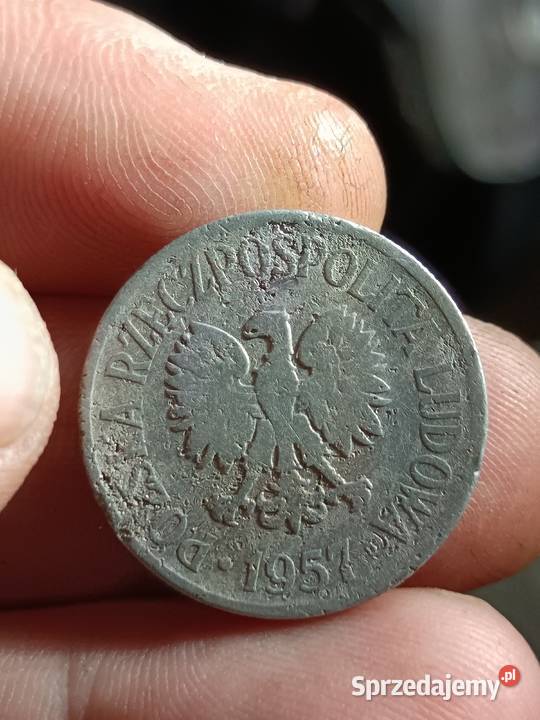 POLSKA RZECZPOSPOLITA LUDOWA
· 1957 ·
Sprzedajemy.pl